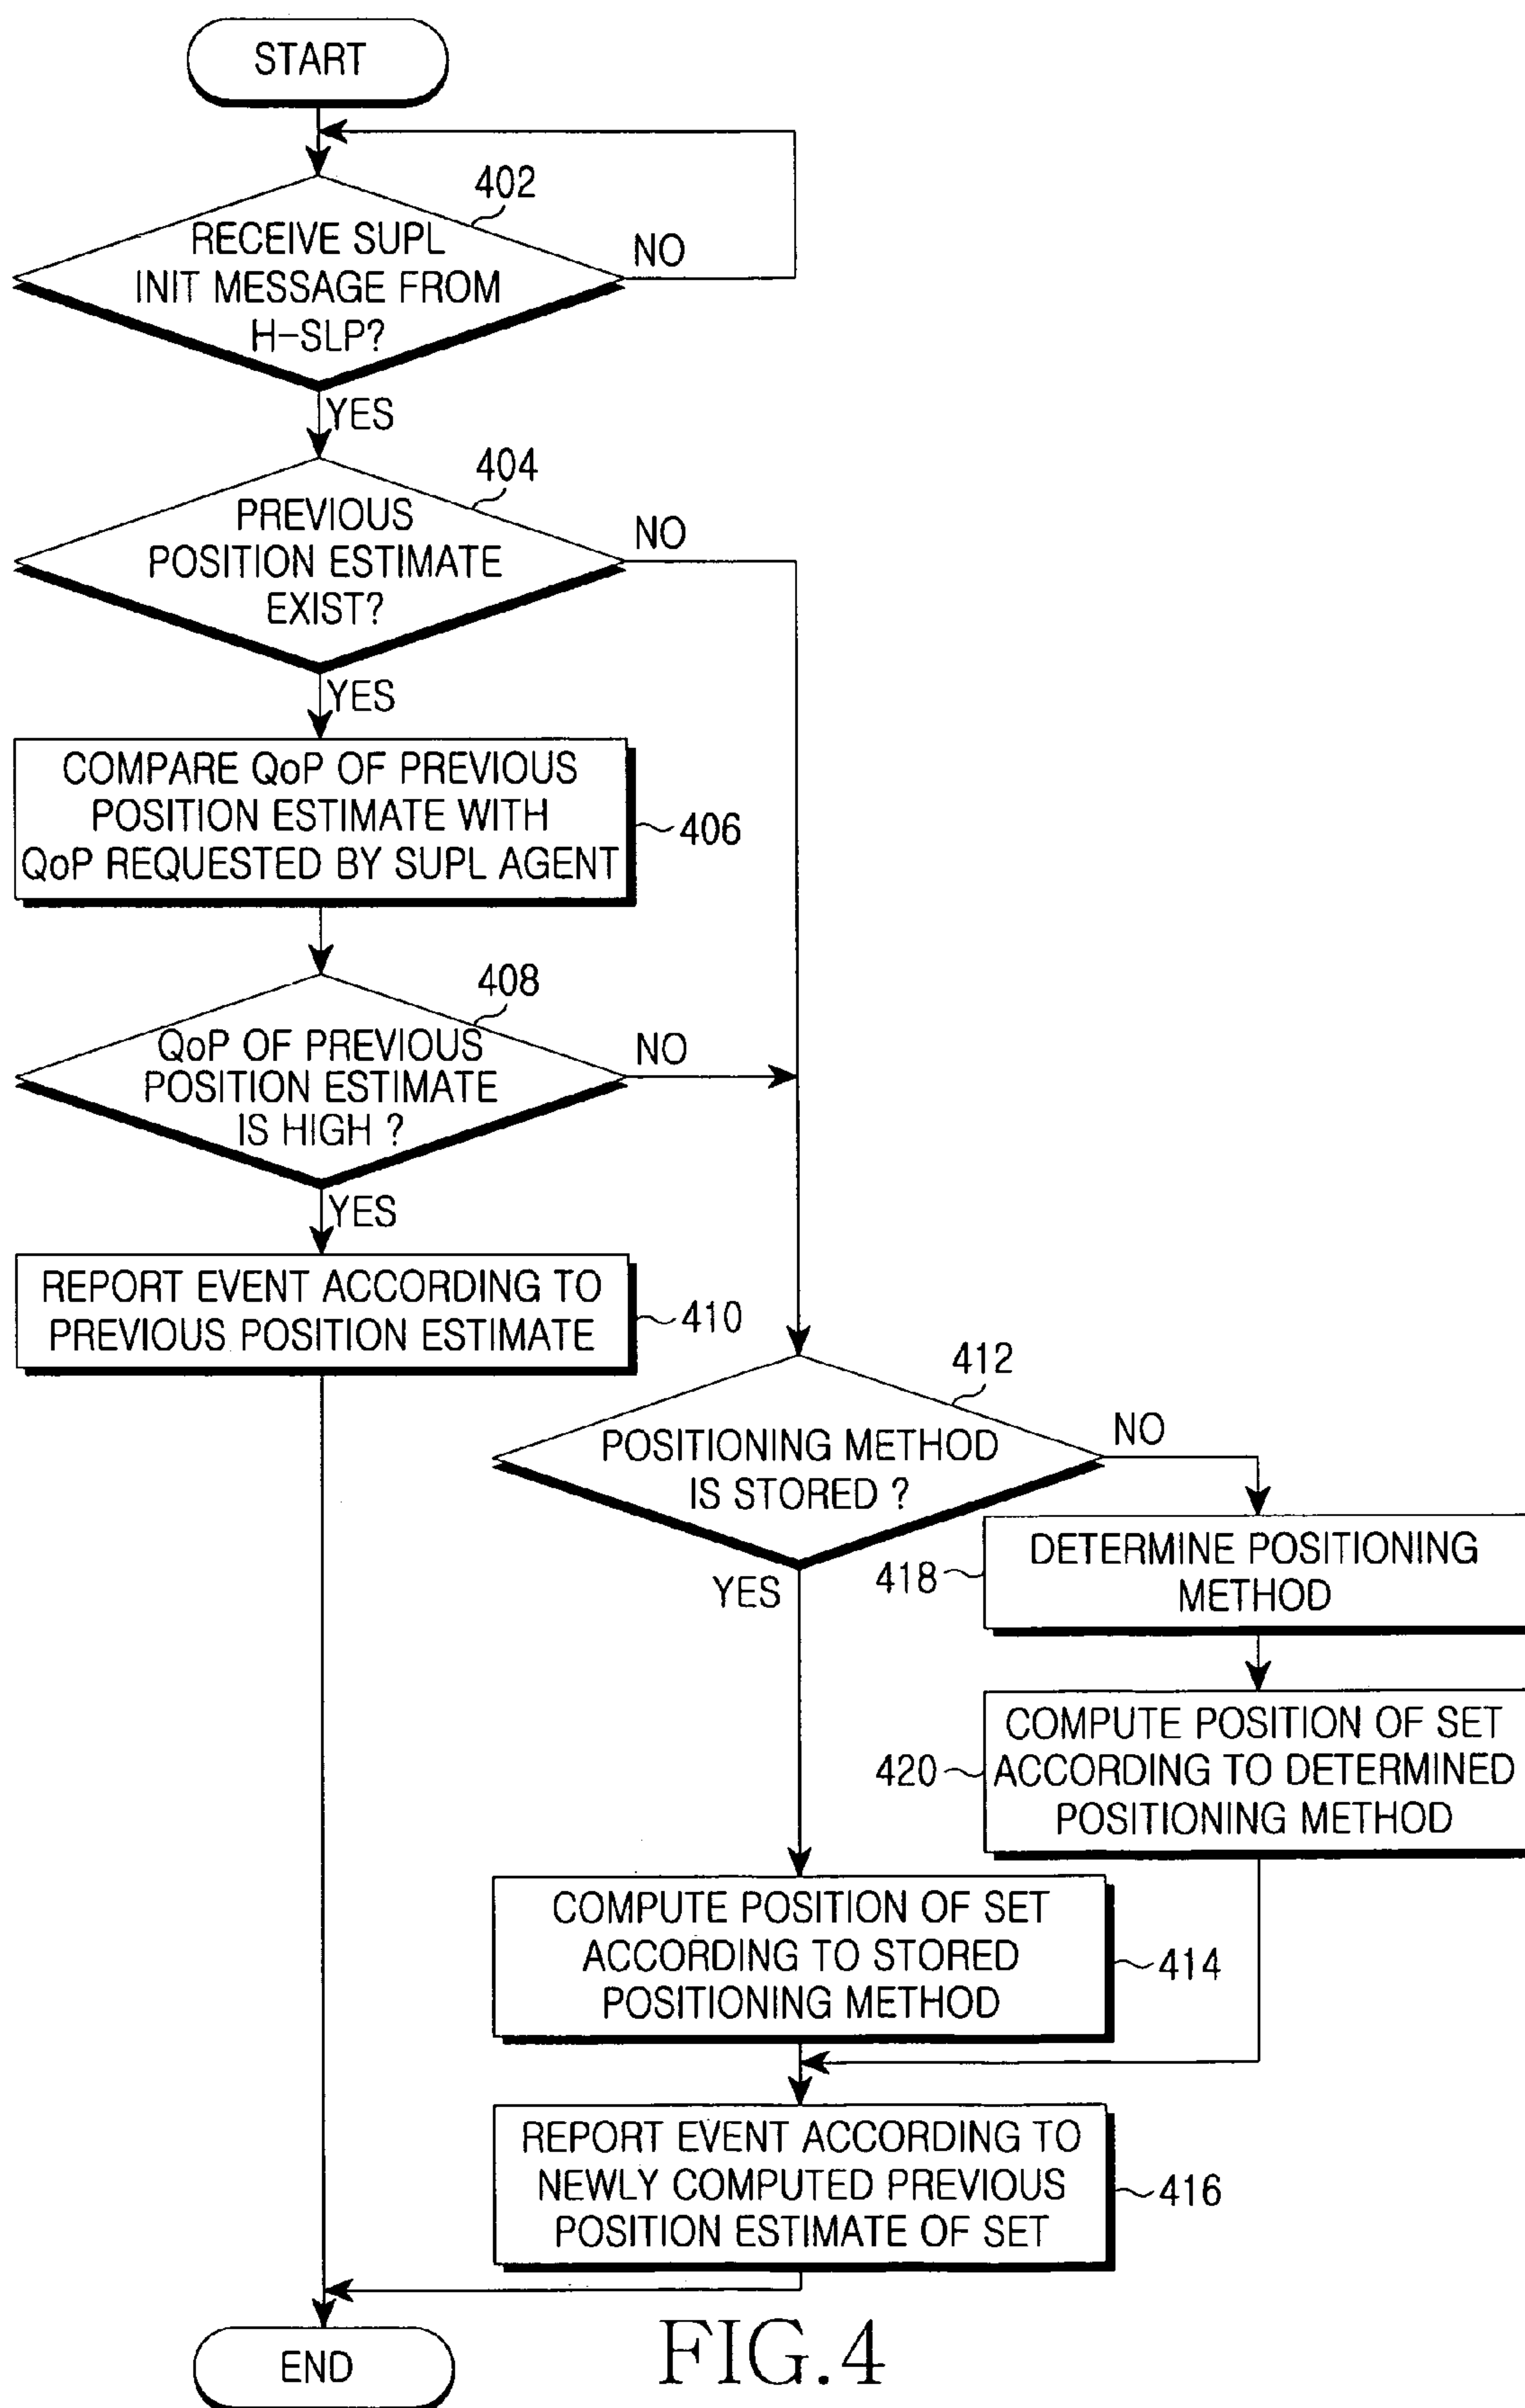 START
402
RECEIVE SUPL
INIT MESSAGE FROM
H-SLP?
NO
YES
404
PREVIOUS
POSITION ESTIMATE
EXIST?
NO
YES
COMPARE QoP OF PREVIOUS
POSITION ESTIMATE WITH
QoP REQUESTED BY SUPL AGENT
406
408
QoP OF PREVIOUS
POSITION ESTIMATE
IS HIGH ?
NO
YES
REPORT EVENT ACCORDING TO
PREVIOUS POSITION ESTIMATE
410
412
POSITIONING METHOD
IS STORED ?
NO
YES
DETERMINE POSITIONING
METHOD
418
COMPUTE POSITION OF SET
ACCORDING TO DETERMINED
POSITIONING METHOD
420
COMPUTE POSITION OF SET
ACCORDING TO STORED
POSITIONING METHOD
414
REPORT EVENT ACCORDING TO
NEWLY COMPUTED PREVIOUS
POSITION ESTIMATE OF SET
416
END
FIG.4